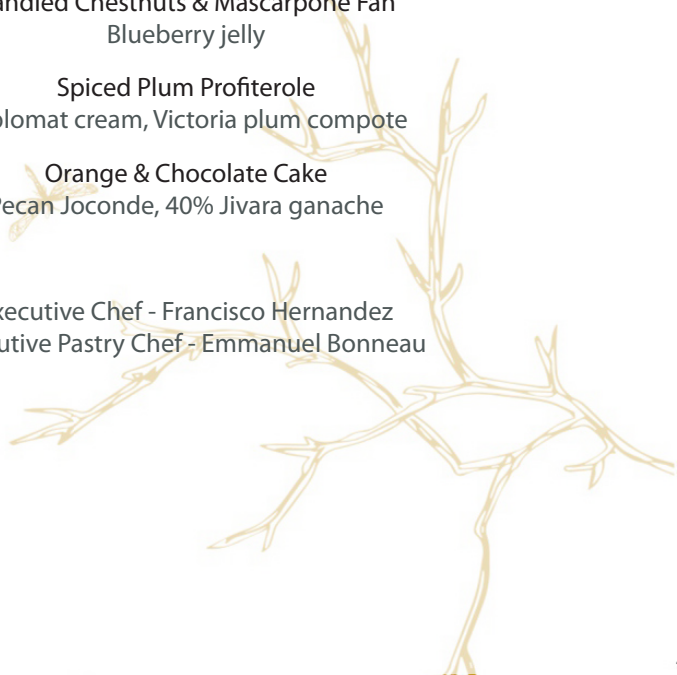 andied Chestnuts & Mascarpone Fan
Blueberry jelly
Spiced Plum Profiterole
plomat cream, Victoria plum compote
Orange & Chocolate Cake
Pecan Joconde, 40% Jivara ganache
xecutive Chef - Francisco Hernandez
utive Pastry Chef - Emmanuel Bonneau